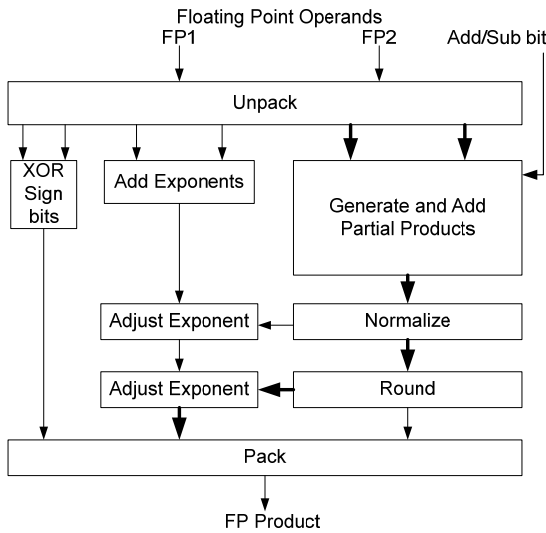 Floating Point Operands
FP1 FP2 Add/Sub bit
Unpack
XOR
Sign
bits
Add Exponents
Generate and Add
Partial Products
Adjust Exponent
Normalize
Adjust Exponent
Round
Pack
FP Product